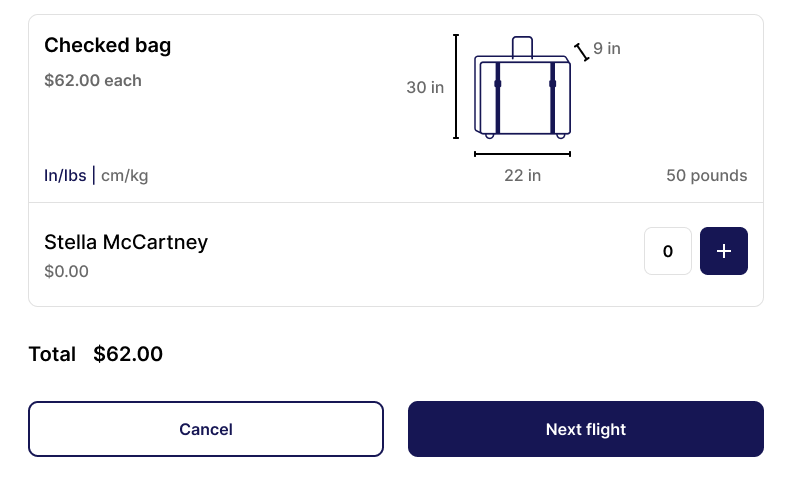 Checked bag
$62.00 each
30 in
9 in
22 in
In/lbs | cm/kg
50 pounds
Stella McCartney
$0.00
0
+
Total $62.00
Cancel
Next flight